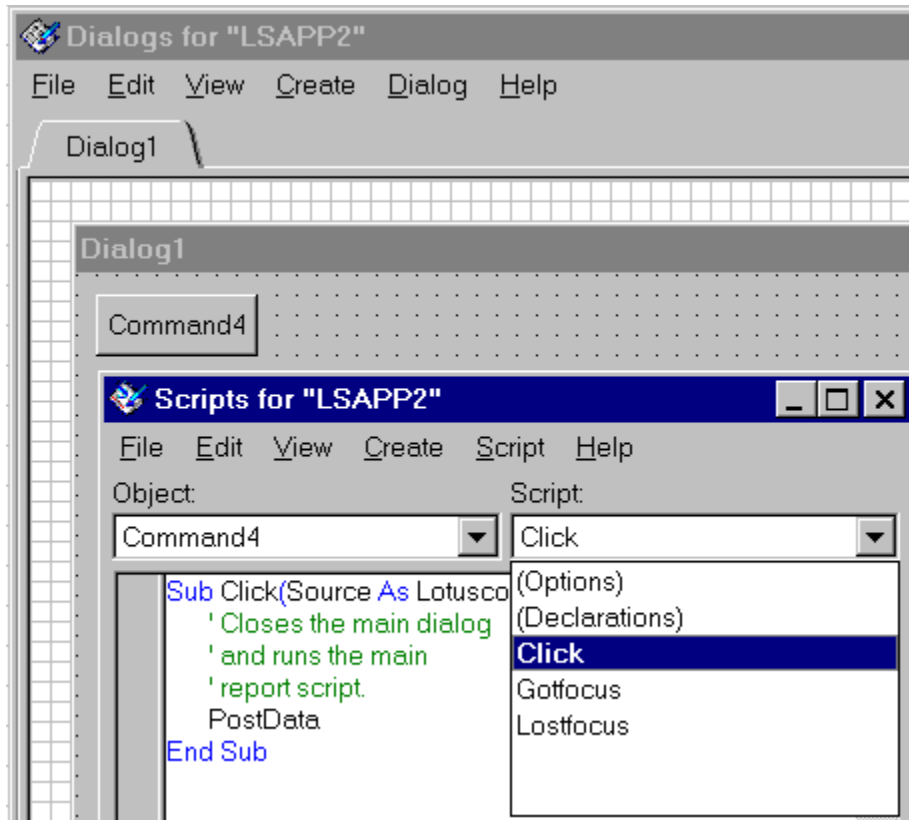 Dialogs for "LSAPP2"
File Edit View Create Dialog Help
Dialog1
Dialog1
Command4
Scripts for "LSAPP2"
File Edit View Create Script Help
Object: Script:
Command4 Click
Sub Click(Source As Lotusco
' Closes the main dialog
' and runs the main
' report script.
PostData
End Sub
(Options)
(Declarations)
Click
Gotfocus
Lostfocus